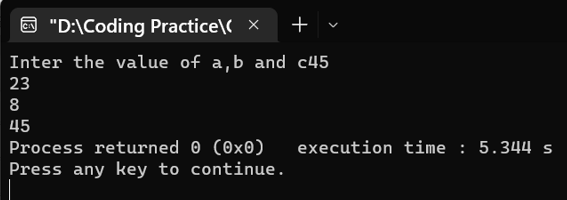 "D:\Coding Practice\C
Inter the value of a,b and c45
23
8
45
Process returned 0 (0x0)   execution time : 5.344 s
Press any key to continue.